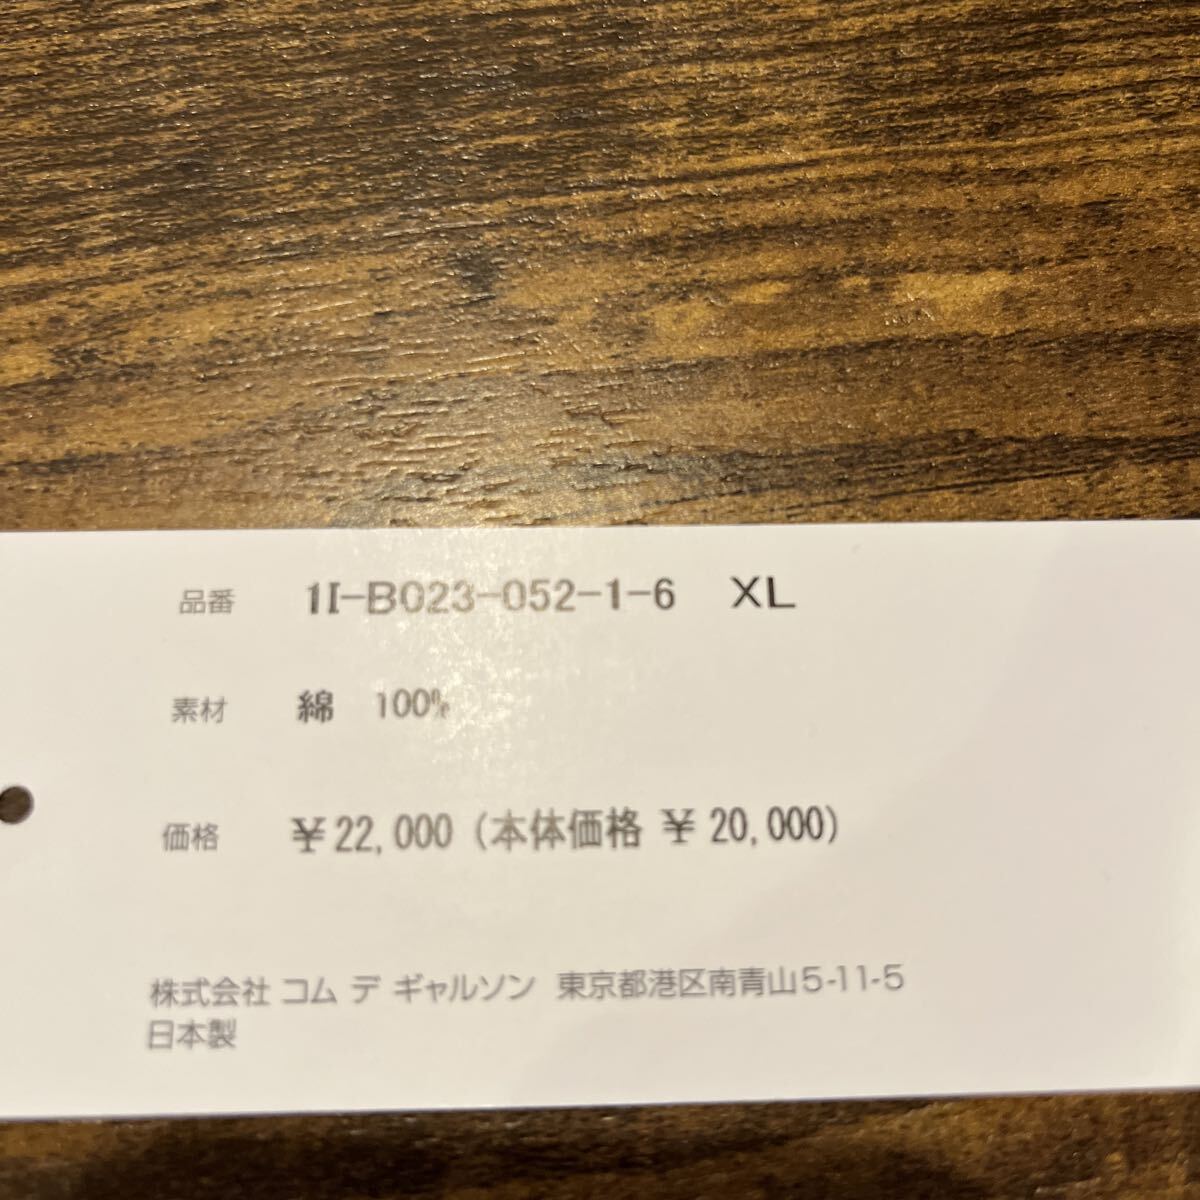 品番 1I-B023-052-1-6 XL
素材 綿 100%
価格 ¥22,000 (本体価格 ¥ 20,000)
株式会社 コム デ ギャルソン 東京都港区南青山5-11-5
日本製